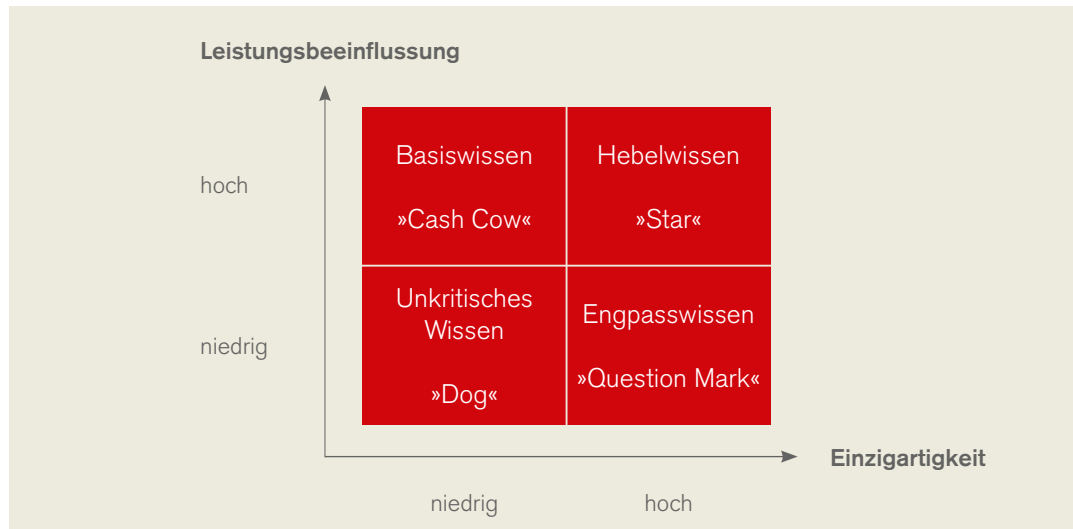 Leistungsbeeinflussung
hoch
Basiswissen
»Cash Cow«
Hebelwissen
»Star«
niedrig
Unkritisches
Wissen
»Dog«
Engpasswissen
»Question Mark«
Einzigartigkeit
niedrig
hoch